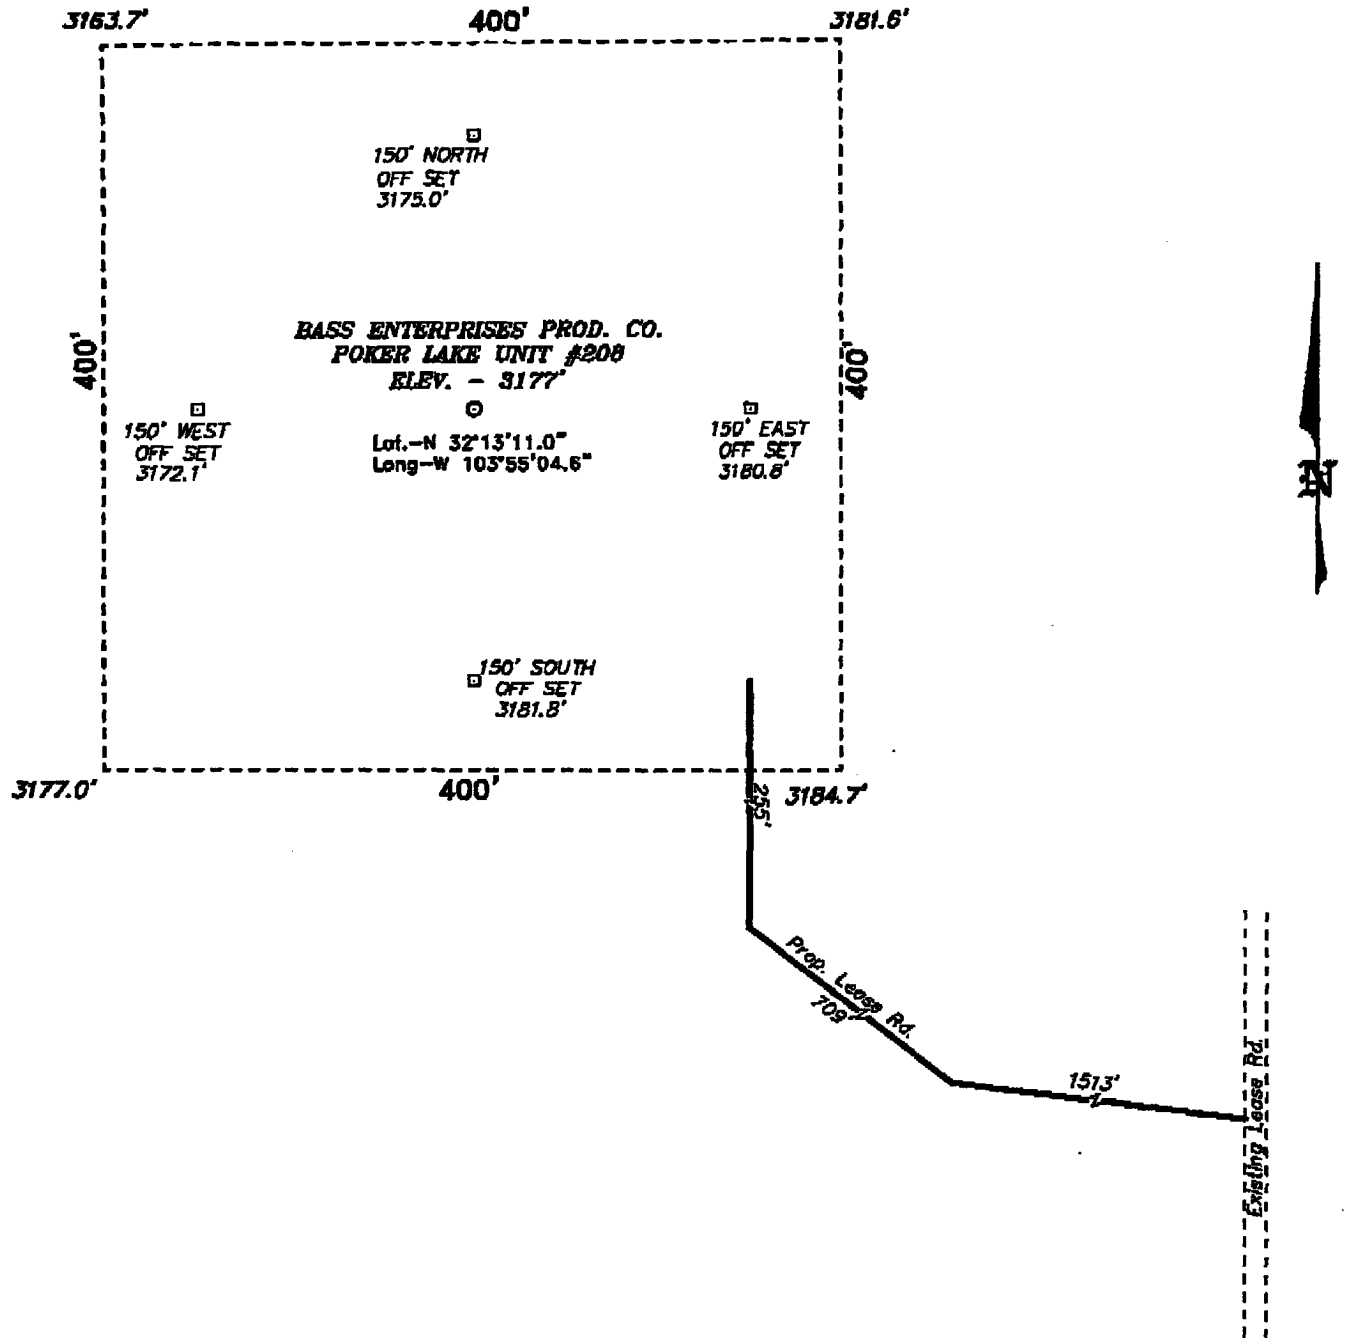 3163.7'
400'
3181.6'
150' NORTH
OFF SET
3175.0'
BASS ENTERPRISES PROD. CO.
POKER LAKE UNIT #208
ELEV. - 3177'
400'
400'
150' WEST
OFF SET
3172.1'
Lat.-N 32°13'11.0"
Long-W 103°55'04.6"
150' EAST
OFF SET
3180.8'
N
150' SOUTH
OFF SET
3181.8'
3177.0'
400'
255'
3184.7'
Prop. Lease Rd.
709'
1513'
Existing Lease Rd.